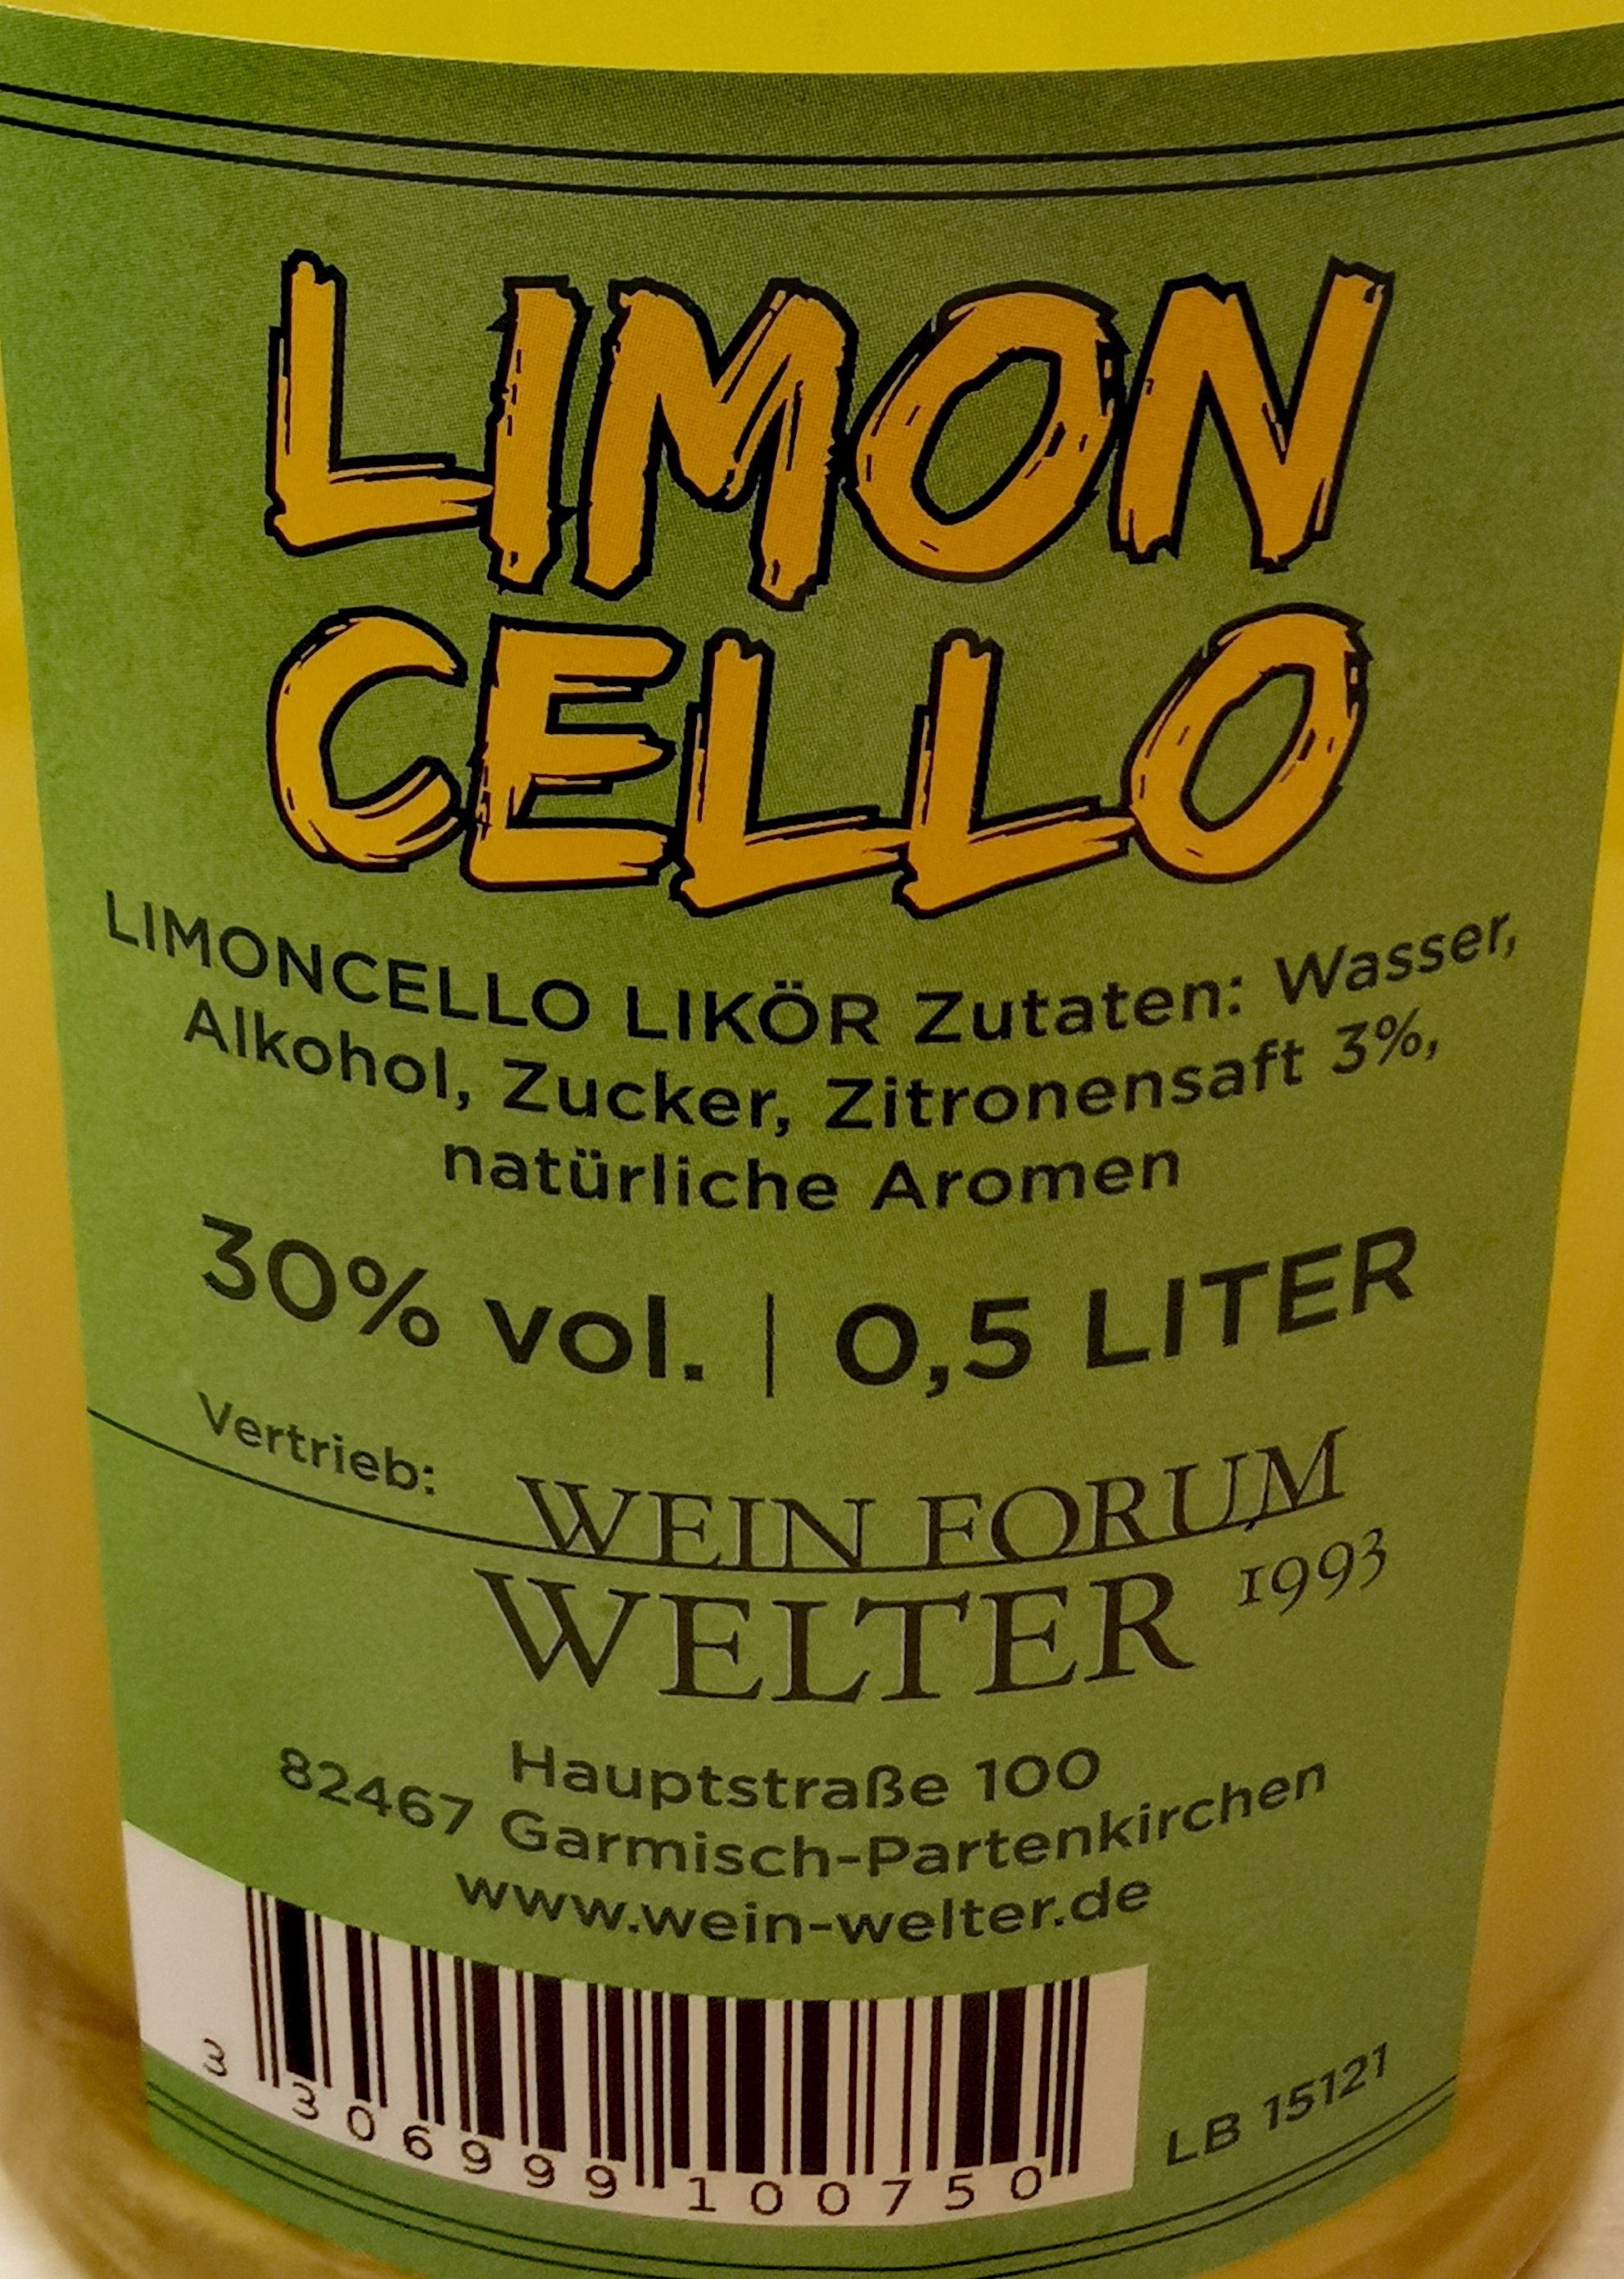 LIMON
CELLO
LIMONCELLO LIKÖR Zutaten: Wasser,
Alkohol, Zucker, Zitronensaft 3%,
natürliche Aromen
30% vol. | 0,5 LITER
Vertrieb: WEIN FORUM
WELTER 1993
Hauptstraße 100
82467 Garmisch-Partenkirchen
www.wein-welter.de
3 306999 100750
LB 15121